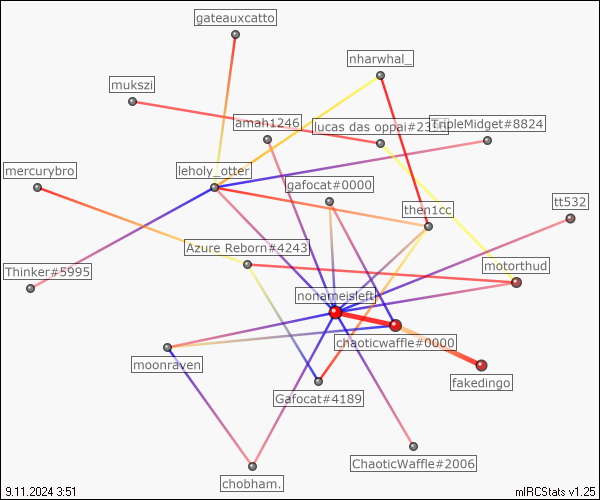 gateauxcatto
nharwhal_
mukszi
amah1246
lucas das oppai#2
TripleMidget#8824
mercurybro
leholy_otter
gafocat#0000
then1cc
tt532
Azure Reborn#4243
Thinker#5995
motorthud
nonameisleft
chaoticwaffle#0000
moonraven
fakedingo
Gafocat#4189
ChaoticWaffle#2006
chobham.
9.11.2024 3:51
mIRCStats v1.25